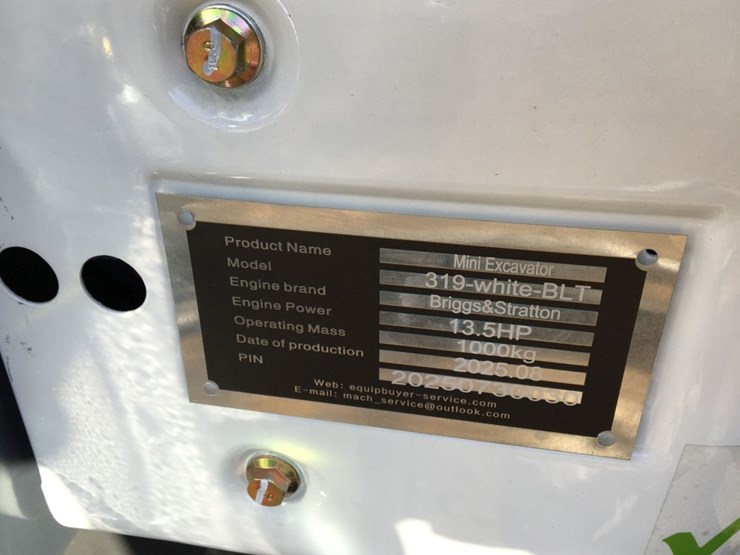 Product Name Mini Excavator
Model 319-white-BLT
Engine brand Briggs&Stratton
Engine Power 13.5HP
Operating Mass 1000kg
Date of production 2025.08
PIN
Web: equipbuyer-service.com
E-mail: mach_service@outlook.com